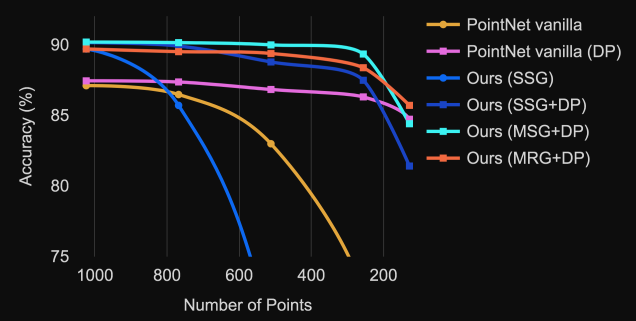 90
85
80
75
Accuracy (%)
1000 800 600 400 200
Number of Points
PointNet vanilla
PointNet vanilla (DP)
Ours (SSG)
Ours (SSG+DP)
Ours (MSG+DP)
Ours (MRG+DP)